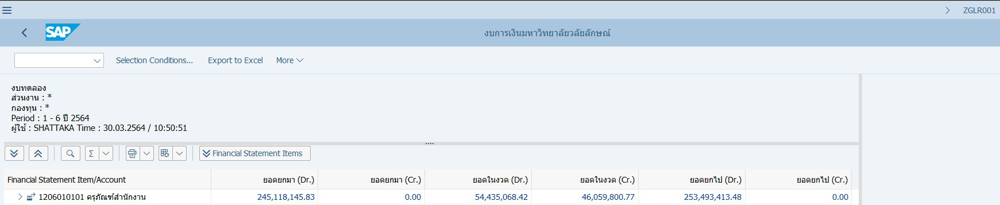 ZGLR001
SAP งบการเงินมหาวิทยาลัยวลัยลักษณ์
Selection Conditions... Export to Excel More
งบทดลอง
ส่วนงาน : *
กองทุน : *
Period : 1 - 6 ปี 2564
ผู้ใช้ : SHATTAKA Time : 30.03.2564 / 10:50:51
Financial Statement Items
Financial Statement Item/Account ยอดยกมา (Dr.) ยอดยกมา (Cr.) ยอดในงวด (Dr.) ยอดในงวด (Cr.) ยอดยกไป (Dr.) ยอดยกไป (Cr.)
1206010101 ครุภัณฑ์สำนักงาน 245,118,145.83 0.00 54,435,068.42 46,059,800.77 253,493,413.48 0.00